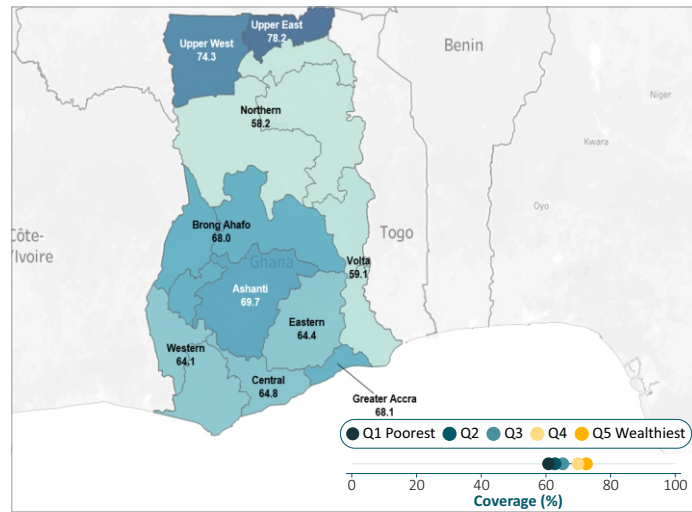 Upper East
78.2
Upper West
74.3
Benin
Niger
Northern
58.2
Kwara
Oyo
Brong Ahafo
68.0
Togo
Côte-
'Ivoire
Ghana
Volta
59.1
Ashanti
69.7
Eastern
64.4
Western
64.1
Central
64.8
Greater Accra
68.1
Q1 Poorest Q2 Q3 Q4 Q5 Wealthiest
0 20 40 60 80 100
Coverage (%)